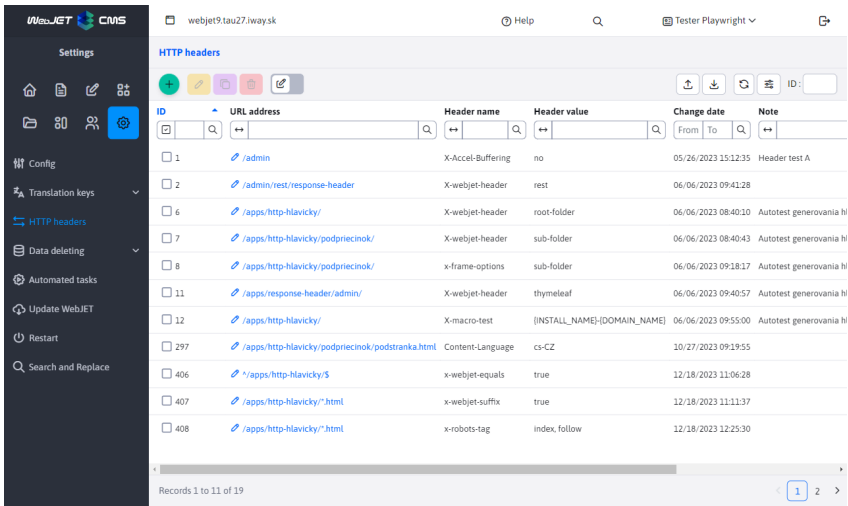 WebJET CMS
webjet9.tau27.iway.sk
Help
Tester Playwright
Settings
HTTP headers
ID :
ID URL address Header name Header value Change date Note
From To
1 /admin X-Accel-Buffering no 05/26/2023 15:12:35 Header test A
2 /admin/rest/response-header X-webjet-header rest 06/06/2023 09:41:28
6 /apps/http-hlavicky/ X-webjet-header root-folder 06/06/2023 08:40:10 Autotest generovania hl
7 /apps/http-hlavicky/podpriecinok/ X-webjet-header sub-folder 06/06/2023 08:40:43 Autotest generovania hl
8 /apps/http-hlavicky/podpriecinok/ x-frame-options sub-folder 06/06/2023 09:18:17 Autotest generovania hl
11 /apps/response-header/admin/ X-webjet-header thymeleaf 06/06/2023 09:40:57 Autotest generovania hl
12 /apps/http-hlavicky/ X-macro-test {INSTALL_NAME}-{DOMAIN_NAME} 06/06/2023 09:55:00 Autotest generovania hl
297 /apps/http-hlavicky/podpriecinok/podstranka.html Content-Language cs-CZ 10/27/2023 09:19:55
406 ^/apps/http-hlavicky/$ x-webjet-equals true 12/18/2023 11:06:28
407 /apps/http-hlavicky/*.html x-webjet-suffix true 12/18/2023 11:11:37
408 /apps/http-hlavicky/*.html x-robots-tag index, follow 12/18/2023 12:25:30
Config
Translation keys
HTTP headers
Data deleting
Automated tasks
Update WebJET
Restart
Search and Replace
Records 1 to 11 of 19
1 2